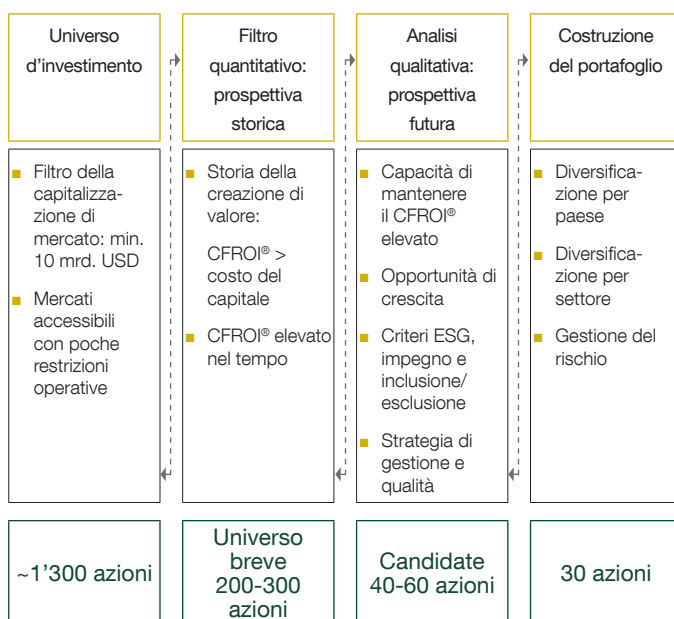 Universo
d'investimento
Filtro
quantitativo:
prospettiva
storica
Analisi
qualitativa:
prospettiva
futura
Costruzione
del portafoglio
Filtro della
capitalizza-
zione di
mercato: min.
10 mrd. USD
Mercati
accessibili
con poche
restrizioni
operative
Storia della
creazione di
valore:
CFROI® >
costo del
capitale
CFROI® elevato
nel tempo
Capacità di
mantenere
il CFROI®
elevato
Opportunità di
crescita
Criteri ESG,
impegno e
inclusione/
esclusione
Strategia di
gestione e
qualità
Diversifica-
zione per
paese
Diversifica-
zione per
settore
Gestione del
rischio
~1'300 azioni
Universo
breve
200-300
azioni
Candidate
40-60 azioni
30 azioni